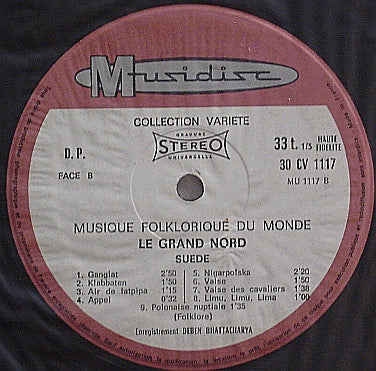 Musidisc
COLLECTION VARIETE
GRAVURE
STEREO
UNIVERSELLE
D. P.
FACE B
33 t. 1/3 HAUTE FIDELITE
30 CV 1117
MU 1117 B
MUSIQUE FOLKLORIQUE DU MONDE
LE GRAND NORD
SUEDE
1. Ganglat 2'50
2. Klabbaten 1'50
3. Air de latpipa 1'15
4. Appel 0'32
5. Nigarpolska 2'20
6. Valse 1'50
7. Valse des cavaliers 1'38
8. Limu, Limu, Lima 1'00
9. Polonaise nuptiale 1'35
(Folklore)
Enregistrement DEBEN BHATTACHARYA